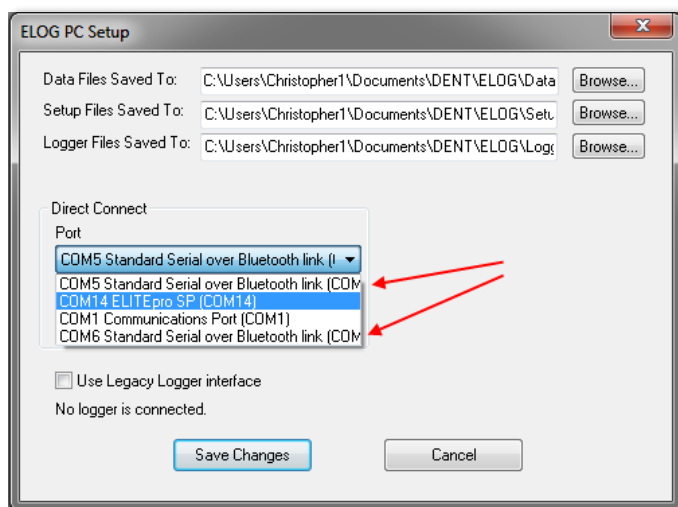 ELOG PC Setup
Data Files Saved To: C:\Users\Christopher1\Documents\DENT\ELOG\Data Browse...
Setup Files Saved To: C:\Users\Christopher1\Documents\DENT\ELOG\Setu Browse...
Logger Files Saved To: C:\Users\Christopher1\Documents\DENT\ELOG\Logg Browse...
Direct Connect
Port
COM5 Standard Serial over Bluetooth link (
COM5 Standard Serial over Bluetooth link (COM
COM14 ELITEpro SP (COM14)
COM1 Communications Port (COM1)
COM6 Standard Serial over Bluetooth link (COM
Use Legacy Logger interface
No logger is connected.
Save Changes Cancel